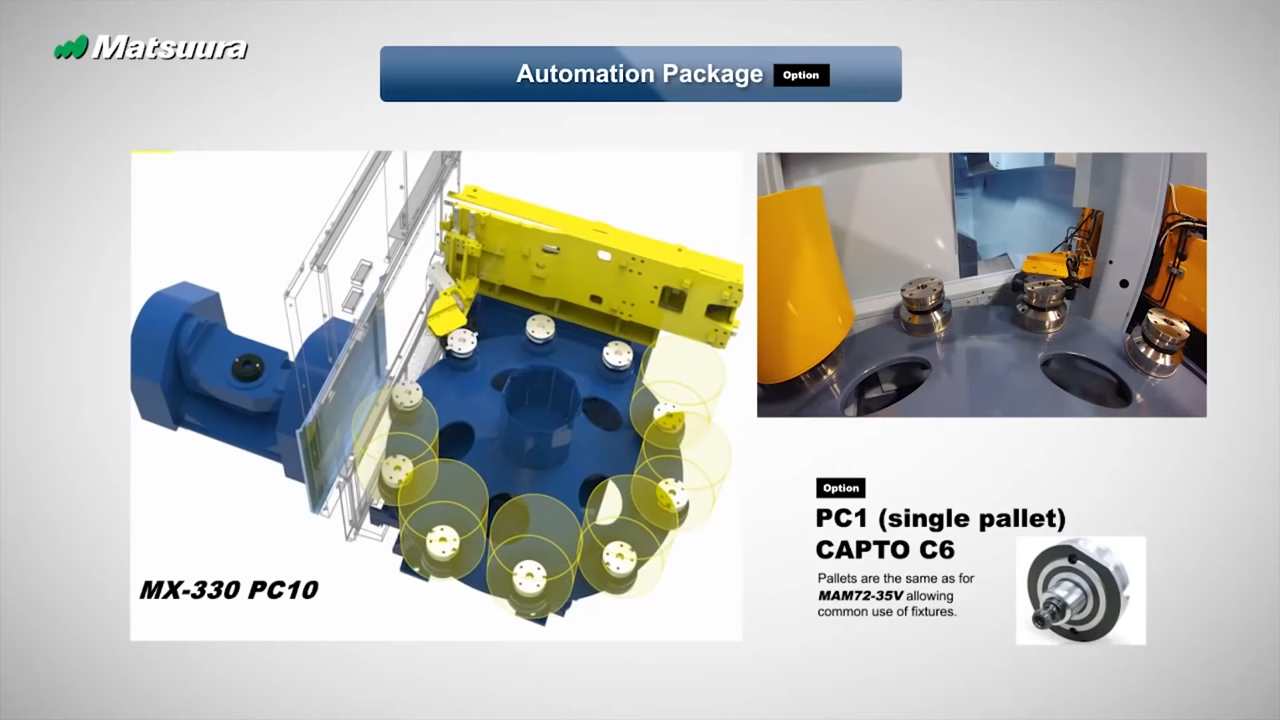 Matsuura
Automation Package Option
MX-330 PC10
Option
PC1 (single pallet)
CAPTO C6
Pallets are the same as for
MAM72-35V allowing
common use of fixtures.